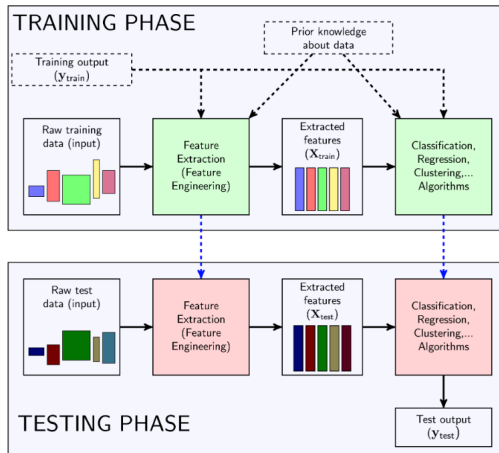 TRAINING PHASE
Prior knowledge
about data
Training output
(y_train)
Raw training
data (input)
Feature
Extraction
(Feature
Engineering)
Extracted
features
(X_train)
Classification,
Regression,
Clustering,...
Algorithms
Raw test
data (input)
Feature
Extraction
(Feature
Engineering)
Extracted
features
(X_test)
Classification,
Regression,
Clustering,...
Algorithms
TESTING PHASE
Test output
(y_test)